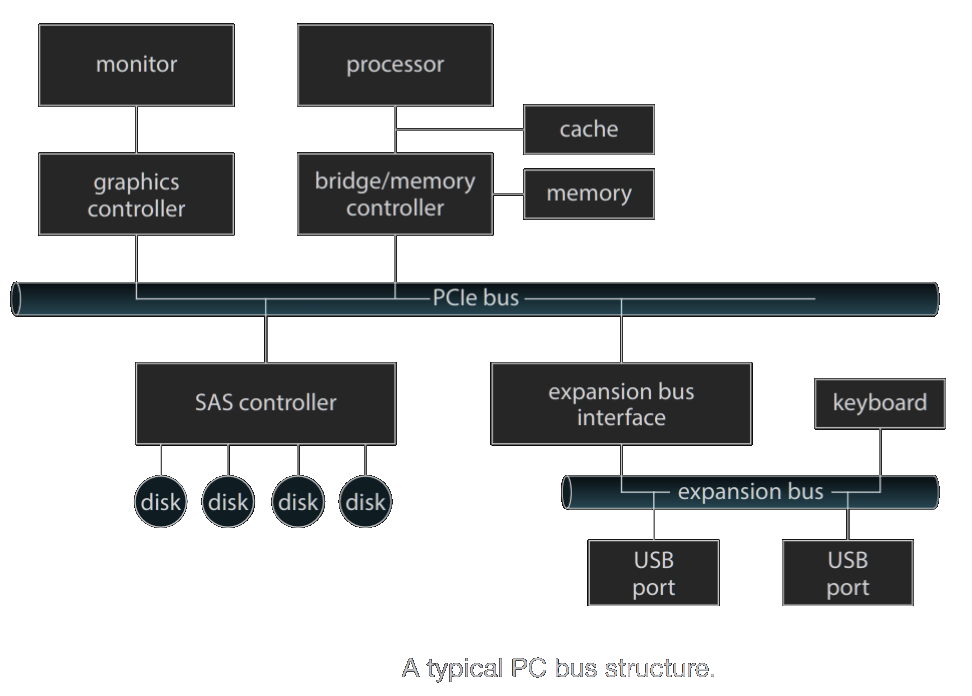 monitor
processor
cache
graphics
controller
bridge/memory
controller
memory
PCIe bus
SAS controller
expansion bus
interface
keyboard
disk
disk
disk
disk
expansion bus
USB
port
USB
port
A typical PC bus structure.